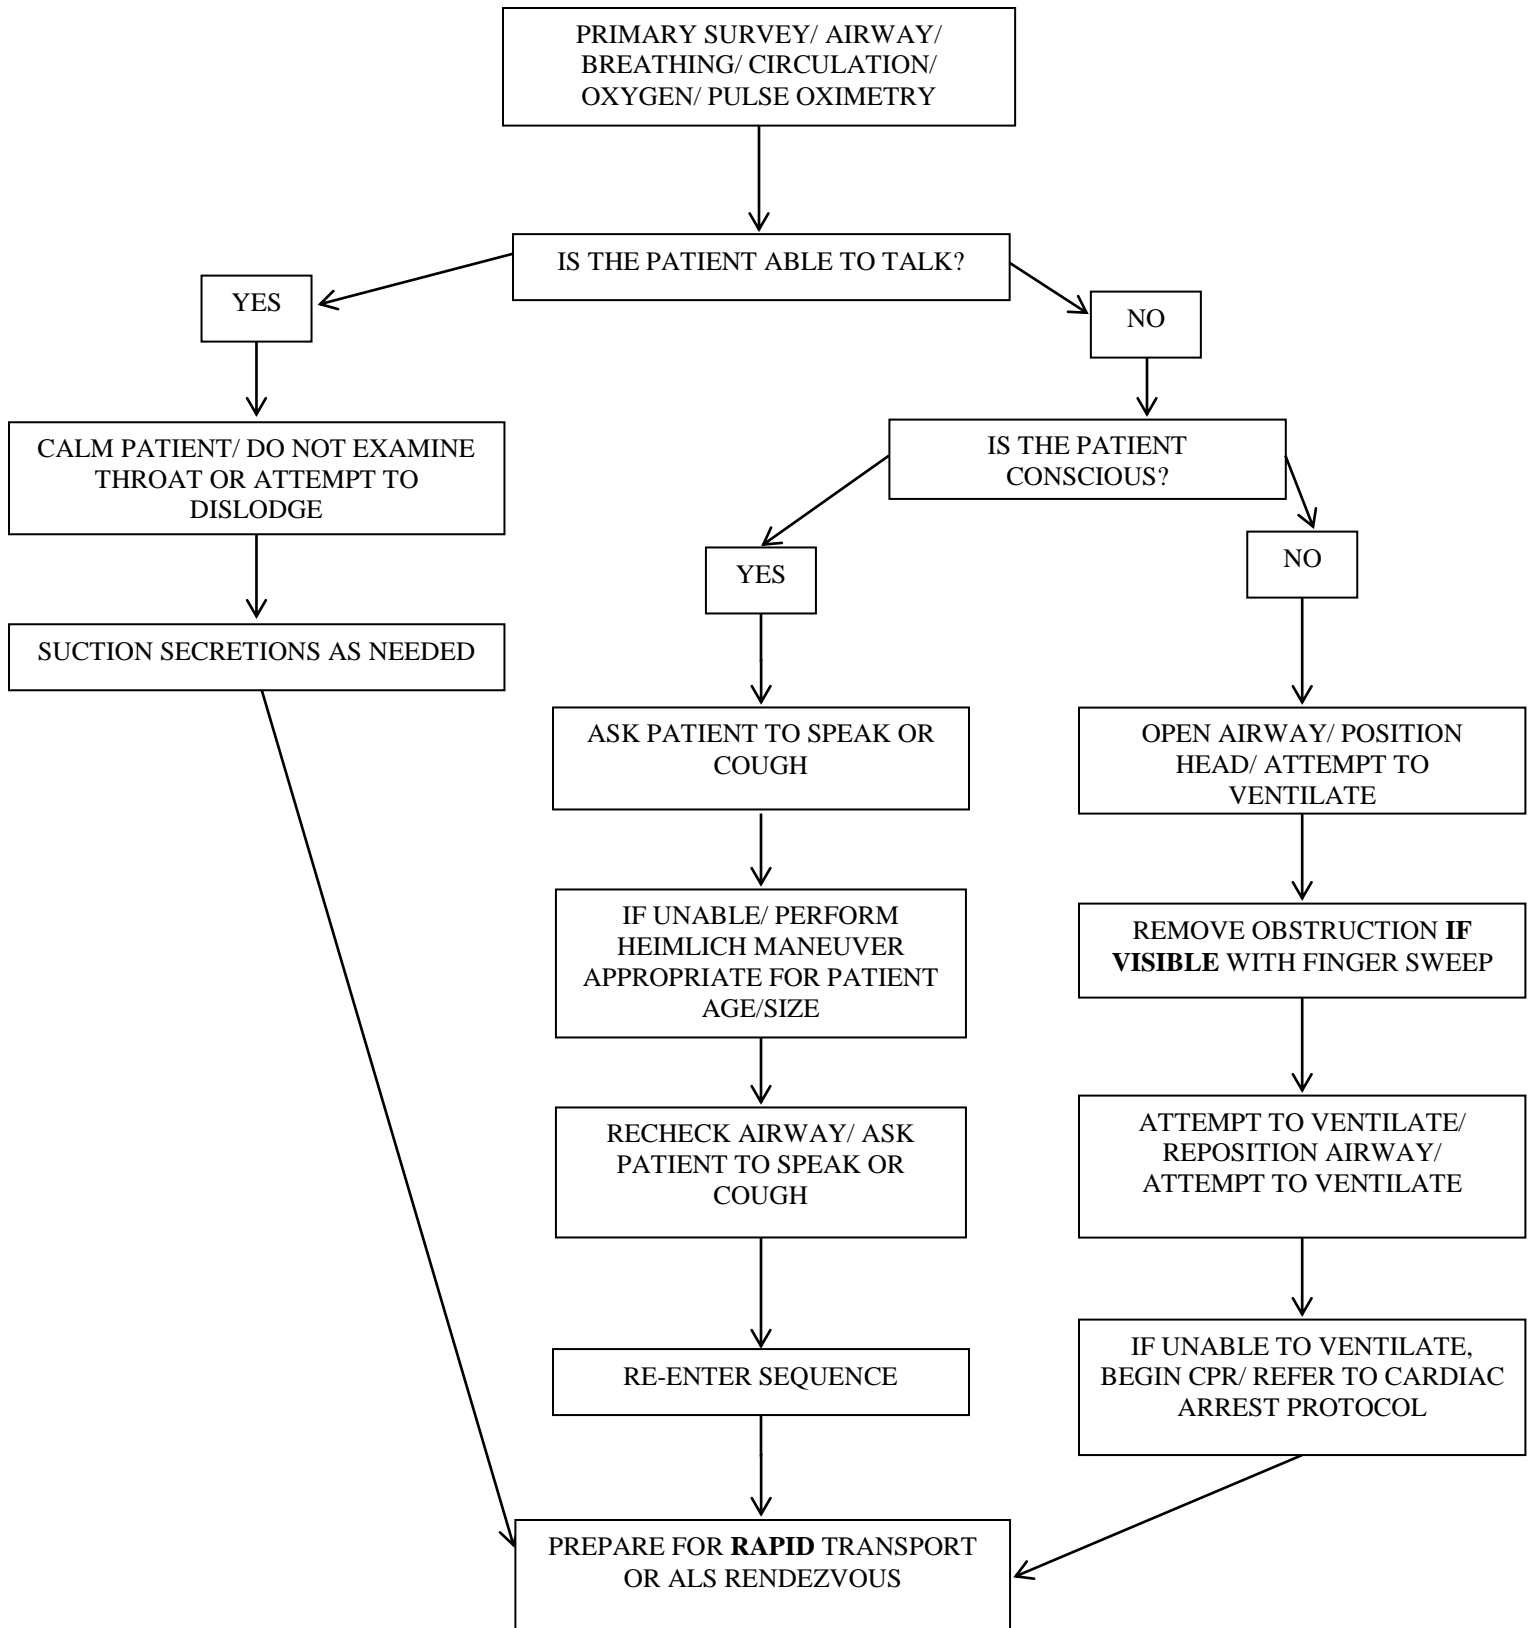 PRIMARY SURVEY/ AIRWAY/
BREATHING/ CIRCULATION/
OXYGEN/ PULSE OXIMETRY
IS THE PATIENT ABLE TO TALK?
YES
NO
CALM PATIENT/ DO NOT EXAMINE
THROAT OR ATTEMPT TO
DISLODGE
SUCTION SECRETIONS AS NEEDED
IS THE PATIENT
CONSCIOUS?
YES
NO
ASK PATIENT TO SPEAK OR
COUGH
IF UNABLE/ PERFORM
HEIMLICH MANEUVER
APPROPRIATE FOR PATIENT
AGE/SIZE
RECHECK AIRWAY/ ASK
PATIENT TO SPEAK OR
COUGH
RE-ENTER SEQUENCE
OPEN AIRWAY/ POSITION
HEAD/ ATTEMPT TO
VENTILATE
REMOVE OBSTRUCTION IF
VISIBLE WITH FINGER SWEEP
ATTEMPT TO VENTILATE/
REPOSITION AIRWAY/
ATTEMPT TO VENTILATE
IF UNABLE TO VENTILATE,
BEGIN CPR/ REFER TO CARDIAC
ARREST PROTOCOL
PREPARE FOR RAPID TRANSPORT
OR ALS RENDEZVOUS